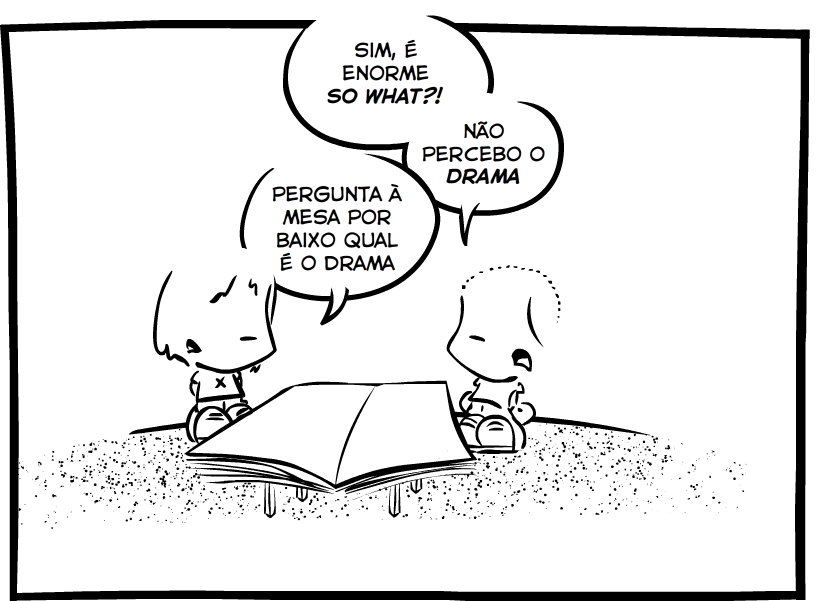 SIM, É
ENORME
SO WHAT?!
NÃO
PERCEBO O
DRAMA
PERGUNTA À
MESA POR
BAIXO QUAL
É O DRAMA